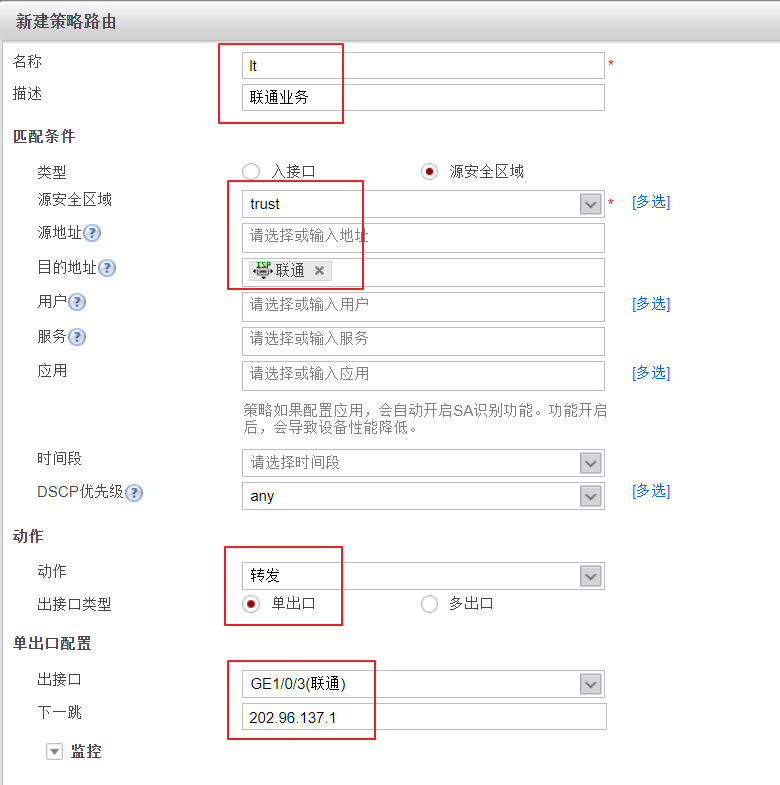 新建策略路由
名称 lt *
描述 联通业务
匹配条件
类型 入接口 源安全区域
源安全区域 trust * [多选]
源地址 ? 请选择或输入地址
目的地址 ? ISP 联通 ×
用户 ? 请选择或输入用户 [多选]
服务 ? 请选择或输入服务
应用 请选择或输入应用 [多选]
策略如果配置应用，会自动开启SA识别功能。功能开启
后，会导致设备性能降低。
时间段 请选择时间段
DSCP优先级 ? any [多选]
动作
动作 转发
出接口类型 单出口 多出口
单出口配置
出接口 GE1/0/3(联通)
下一跳 202.96.137.1
监控